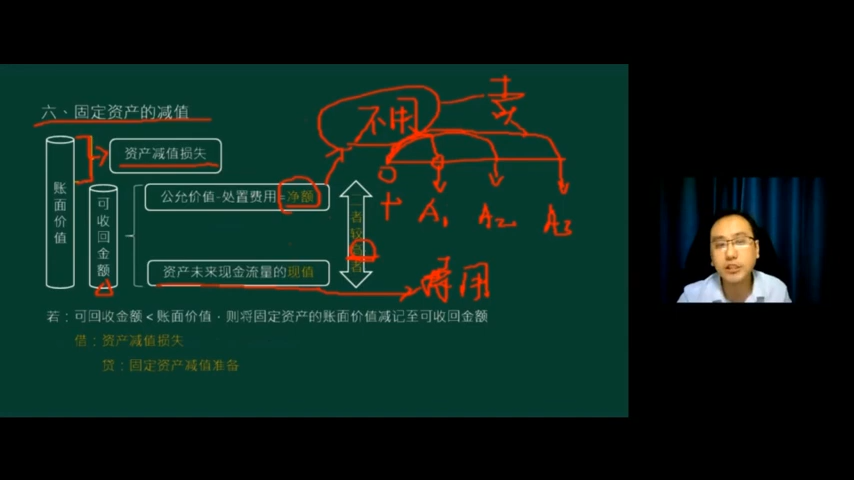 六、固定资产的减值
不用
卖
资产减值损失
账面价值
可收回金额
公允价值-处置费用=净额
二者较高者
0
A1 A2 A3
资产未来现金流量的现值
用
若：可回收金额<账面价值，则将固定资产的账面价值减记至可收回金额
借：资产减值损失
贷：固定资产减值准备